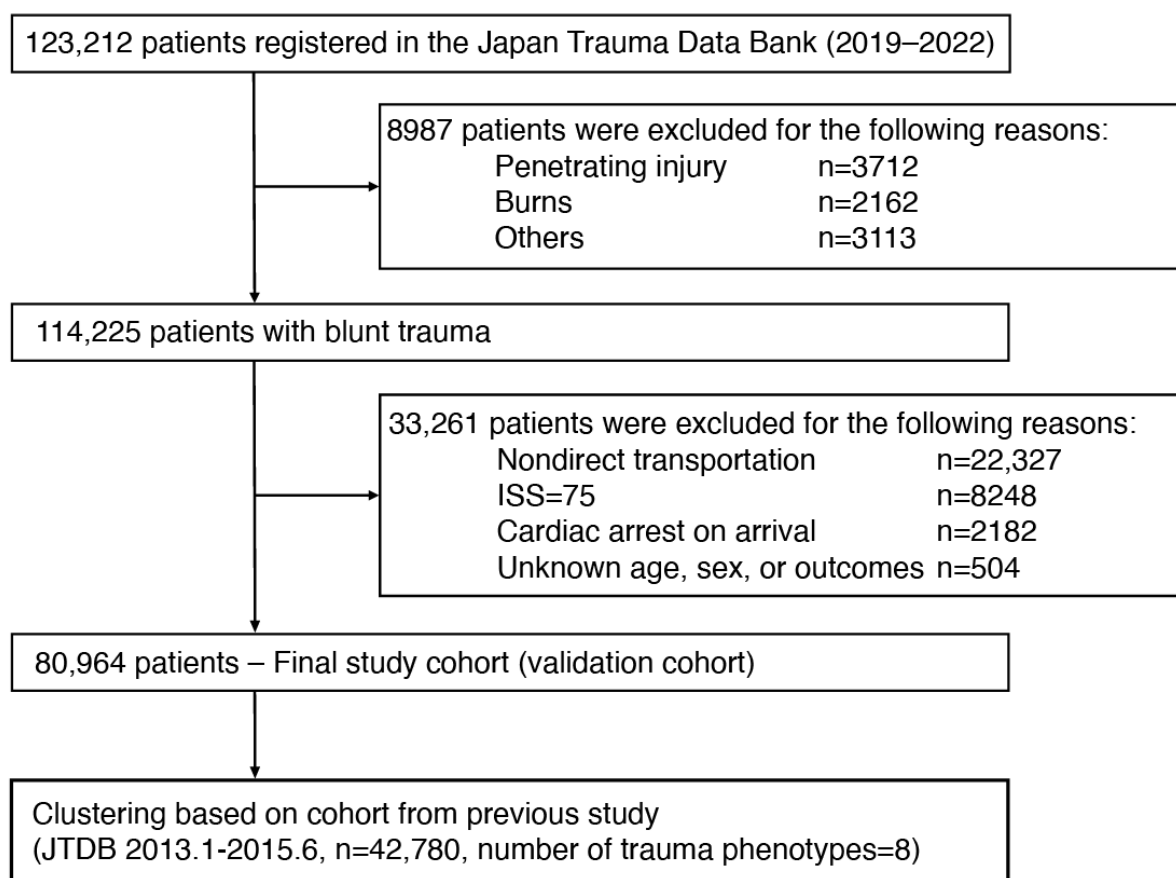 123,212 patients registered in the Japan Trauma Data Bank (2019–2022)
8987 patients were excluded for the following reasons:
Penetrating injury n=3712
Burns n=2162
Others n=3113
114,225 patients with blunt trauma
33,261 patients were excluded for the following reasons:
Nondirect transportation n=22,327
ISS=75 n=8248
Cardiac arrest on arrival n=2182
Unknown age, sex, or outcomes n=504
80,964 patients – Final study cohort (validation cohort)
Clustering based on cohort from previous study
(JTDB 2013.1-2015.6, n=42,780, number of trauma phenotypes=8)